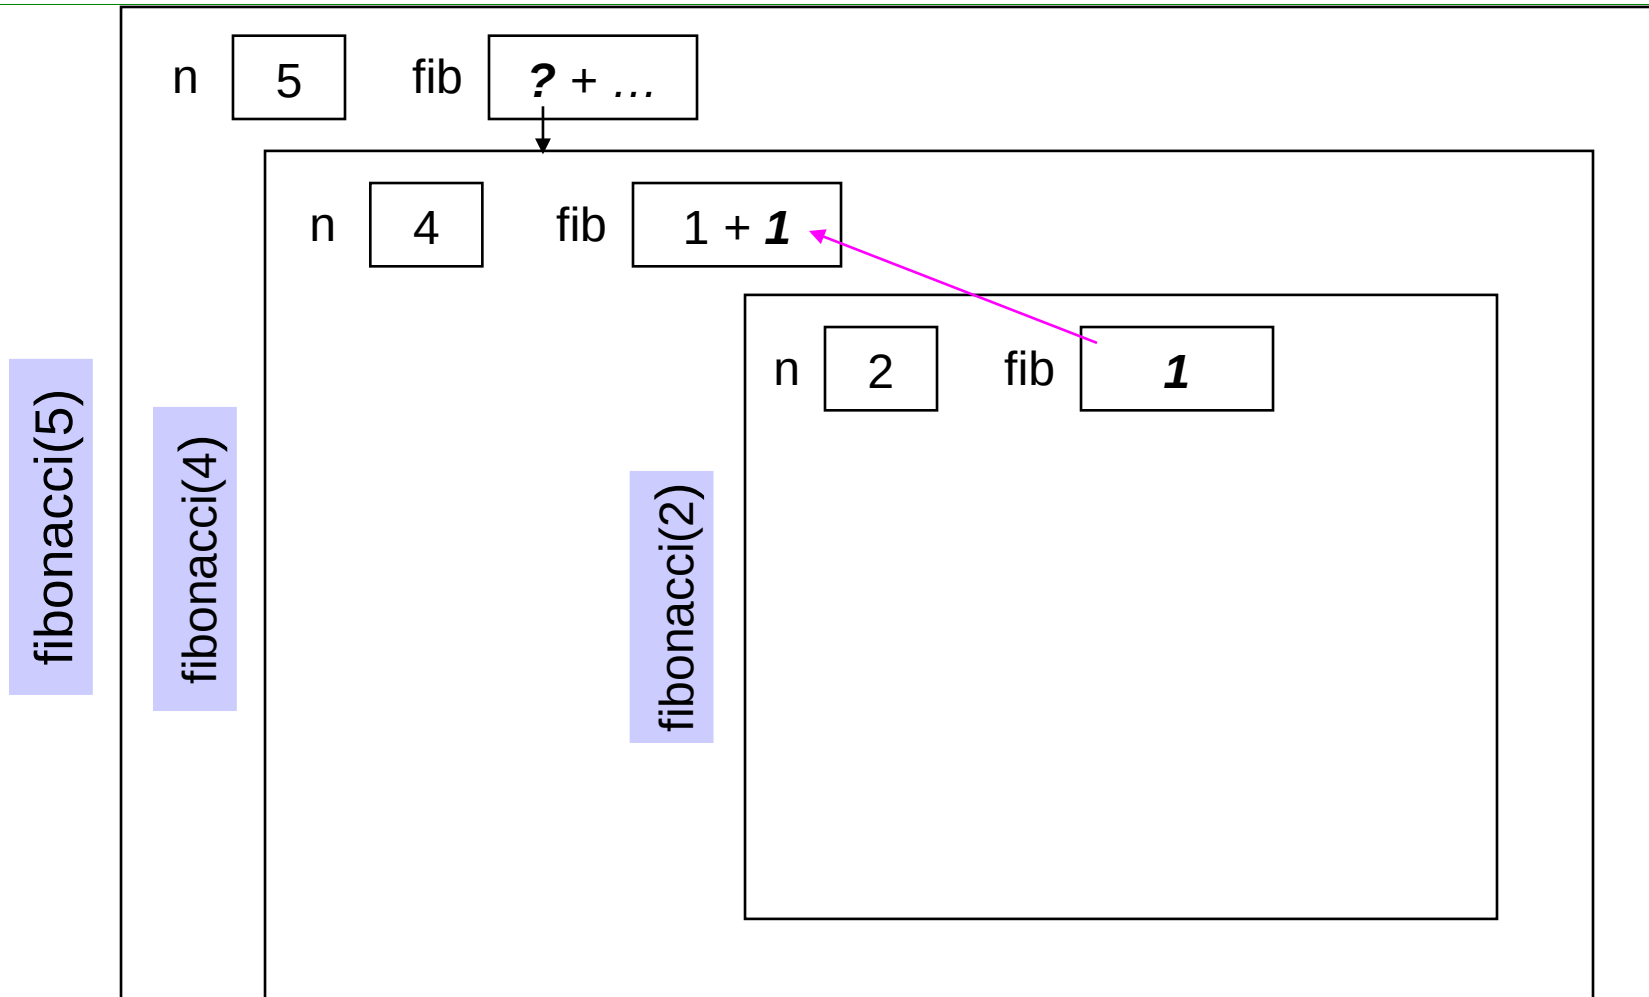 n 5 fib ? + ...
n 4 fib 1 + 1
n 2 fib 1
fibonacci(5)
fibonacci(4)
fibonacci(2)